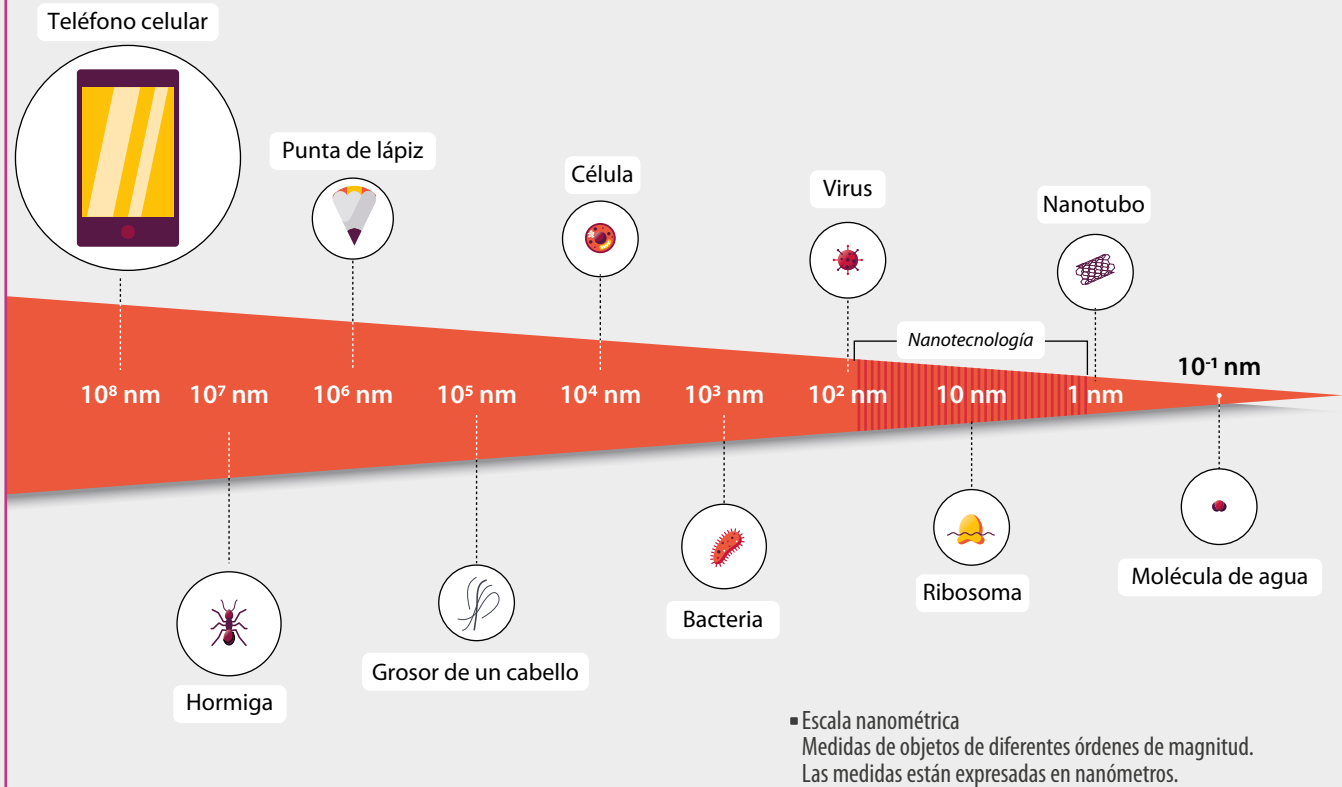 Teléfono celular
Punta de lápiz
Célula
Virus
Nanotubo
Nanotecnología
10⁸ nm 10⁷ nm 10⁶ nm 10⁵ nm 10⁴ nm 10³ nm 10² nm 10 nm 1 nm 10⁻¹ nm
Hormiga
Grosor de un cabello
Bacteria
Ribosoma
Molécula de agua
▪ Escala nanométrica
Medidas de objetos de diferentes órdenes de magnitud.
Las medidas están expresadas en nanómetros.